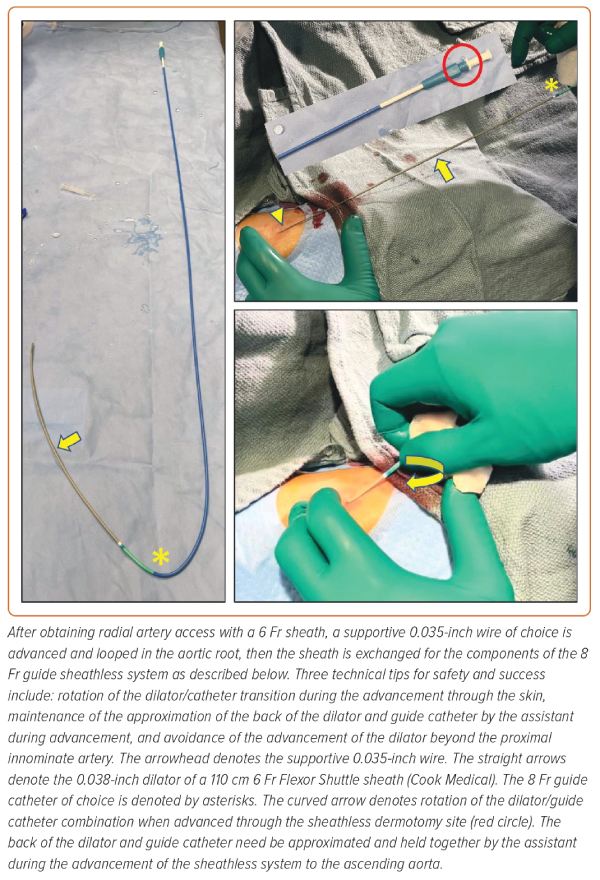 After obtaining radial artery access with a 6 Fr sheath, a supportive 0.035-inch wire of choice is
advanced and looped in the aortic root, then the sheath is exchanged for the components of the 8
Fr guide sheathless system as described below. Three technical tips for safety and success
include: rotation of the dilator/catheter transition during the advancement through the skin,
maintenance of the approximation of the back of the dilator and guide catheter by the assistant
during advancement, and avoidance of the advancement of the dilator beyond the proximal
innominate artery. The arrowhead denotes the supportive 0.035-inch wire. The straight arrows
denote the 0.038-inch dilator of a 110 cm 6 Fr Flexor Shuttle sheath (Cook Medical). The 8 Fr guide
catheter of choice is denoted by asterisks. The curved arrow denotes rotation of the dilator/guide
catheter combination when advanced through the sheathless dermotomy site (red circle). The
back of the dilator and guide catheter need be approximated and held together by the assistant
during the advancement of the sheathless system to the ascending aorta.